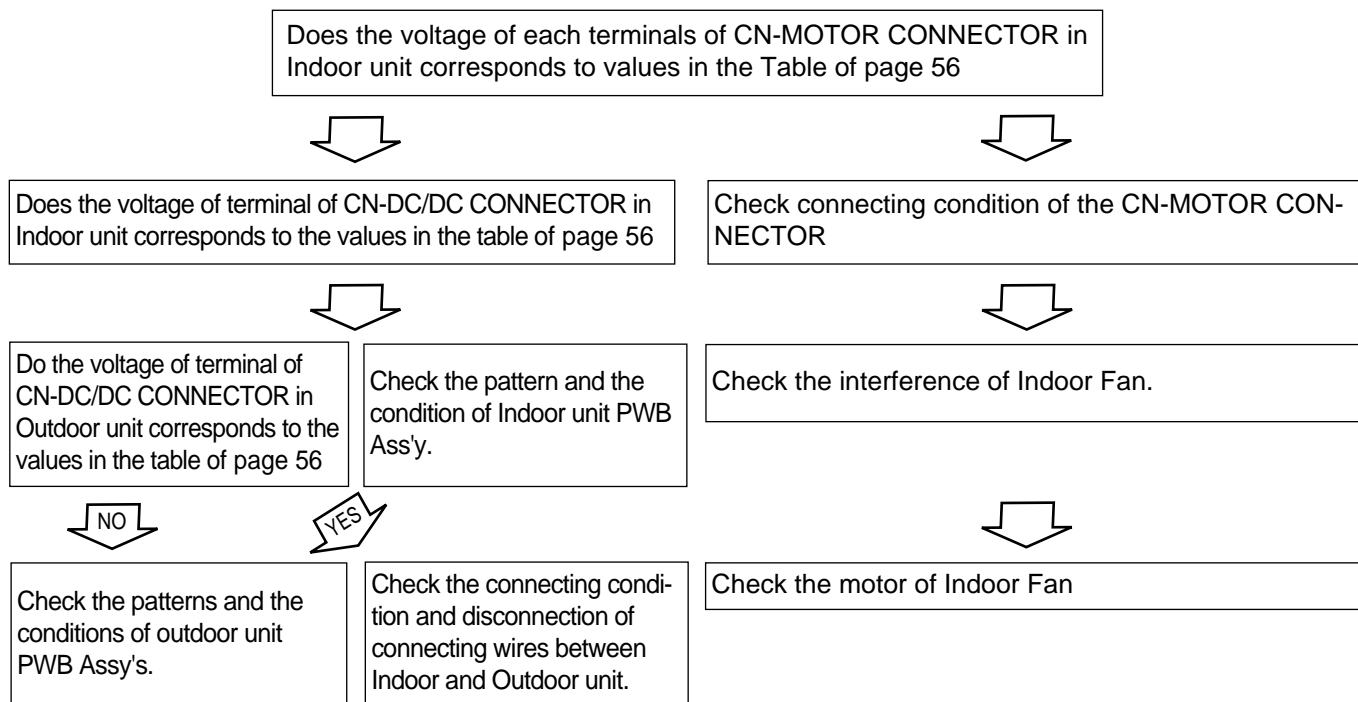 Does the voltage of each terminals of CN-MOTOR CONNECTOR in
Indoor unit corresponds to values in the Table of page 56
Does the voltage of terminal of CN-DC/DC CONNECTOR in
Indoor unit corresponds to the values in the table of page 56
Check connecting condition of the CN-MOTOR CON-
NECTOR
Do the voltage of terminal of
CN-DC/DC CONNECTOR in
Outdoor unit corresponds to the
values in the table of page 56
Check the pattern and the
condition of Indoor unit PWB
Ass'y.
Check the interference of Indoor Fan.
NO
YES
Check the patterns and the
conditions of outdoor unit
PWB Assy's.
Check the connecting condi-
tion and disconnection of
connecting wires between
Indoor and Outdoor unit.
Check the motor of Indoor Fan